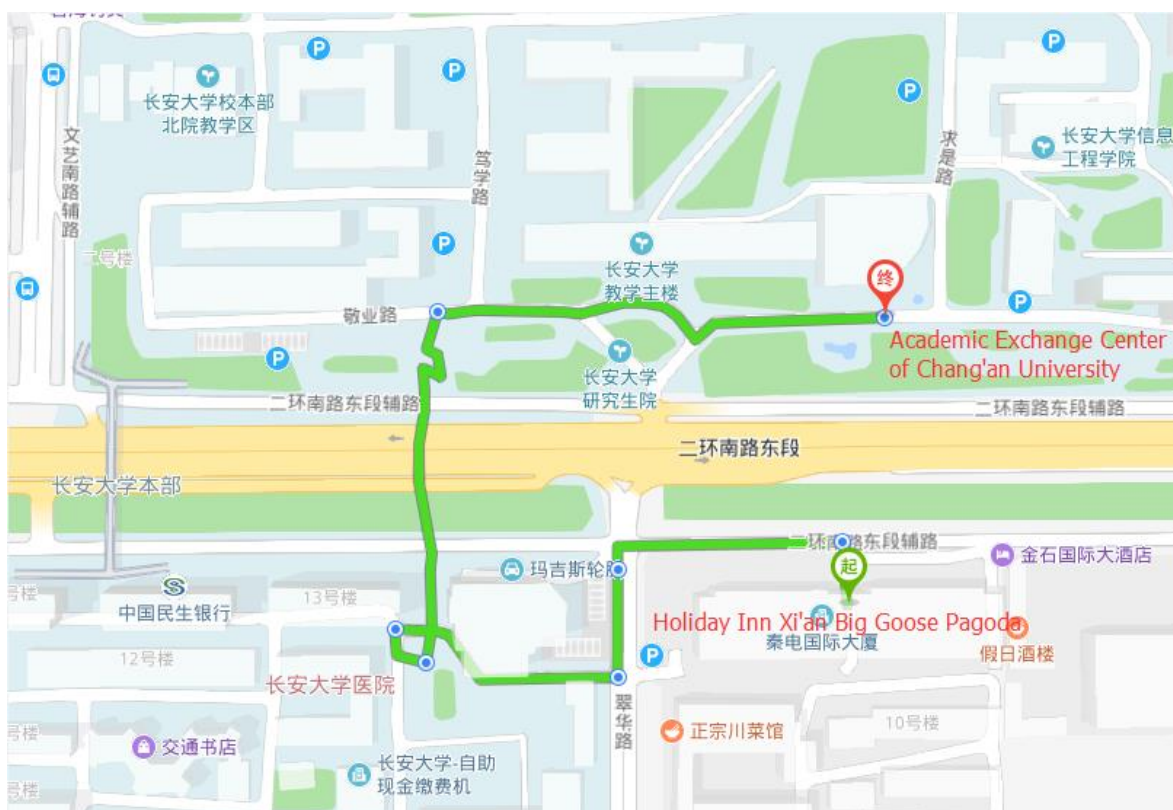 P
P
P
长安大学校本部
北院教学区
P
文艺南路辅路
笃学路
求是路
长安大学信息
工程学院
二号楼
P
长安大学
教学主楼
终
敬业路
P
Academic Exchange Center
of Chang'an University
P
长安大学
研究生院
二环南路东段辅路
二环南路东段辅路
二环南路东段
长安大学本部
二环南路东段辅路
金石国际大酒店
玛吉斯轮胎
起
中国民生银行
13号楼
Holiday Inn Xi'an Big Goose Pagoda
秦电国际大厦
假日酒楼
12号楼
P
长安大学医院
翠华路
正宗川菜馆
10号楼
交通书店
长安大学-自助
现金缴费机